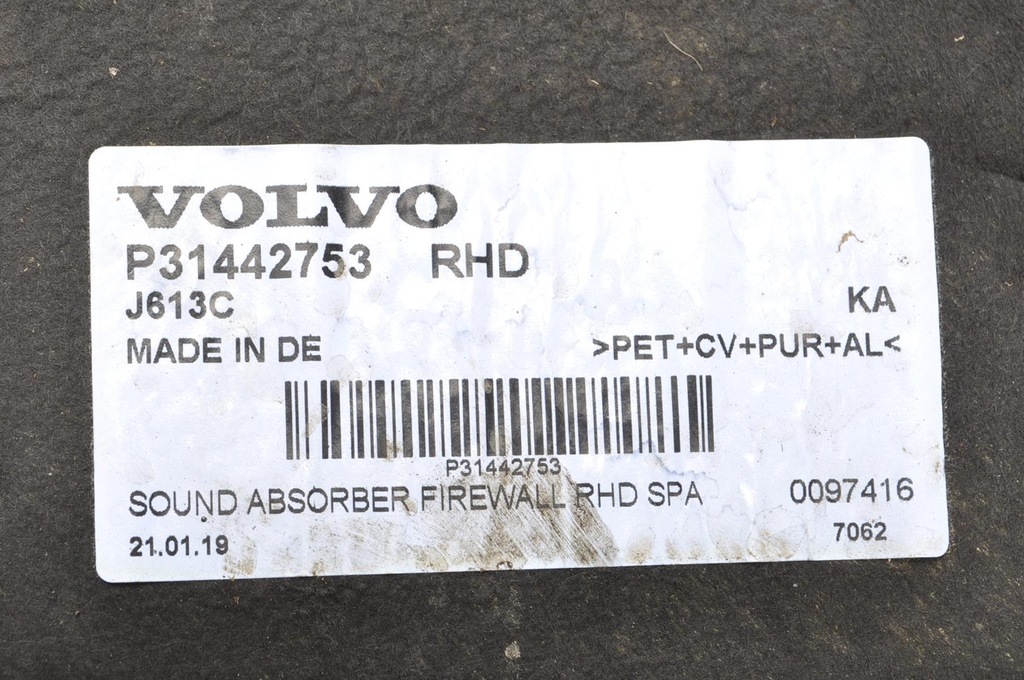 VOLVO
P31442753 RHD
J613C KA
MADE IN DE >PET+CV+PUR+AL<
P31442753
SOUND ABSORBER FIREWALL RHD SPA 0097416
21.01.19 7062